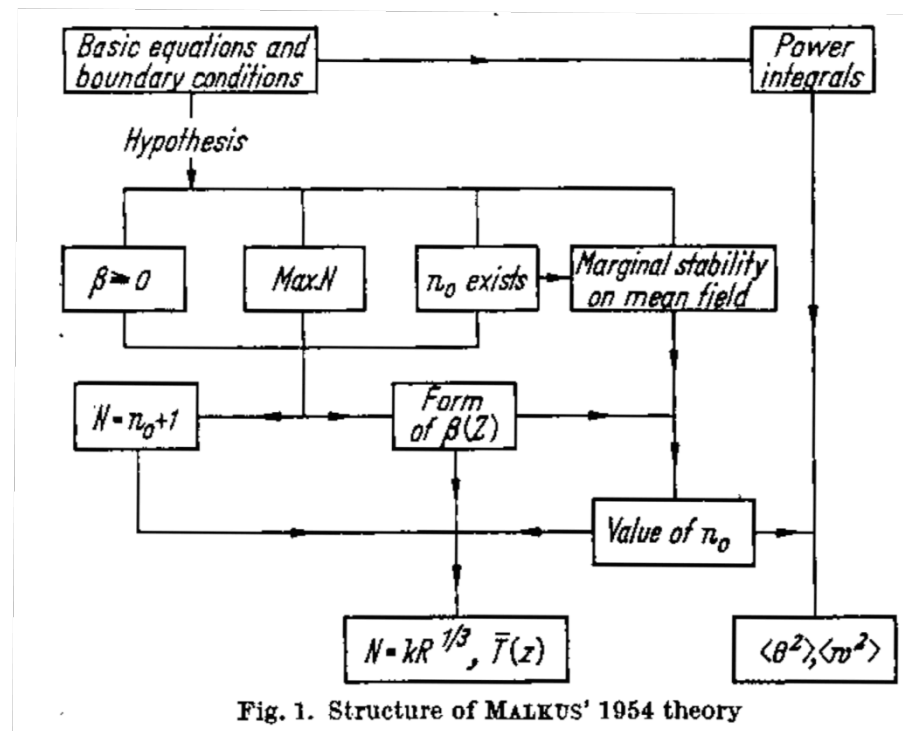 Basic equations and
boundary conditions
Power
integrals
Hypothesis
β ≥ 0
Max.N
n₀ exists
Marginal stability
on mean field
N = n₀+1
Form
of β(Z)
Value of n₀
N=kR^1/3, T̄(z)
⟨θ²⟩,⟨w²⟩
Fig. 1. Structure of MALKUS' 1954 theory